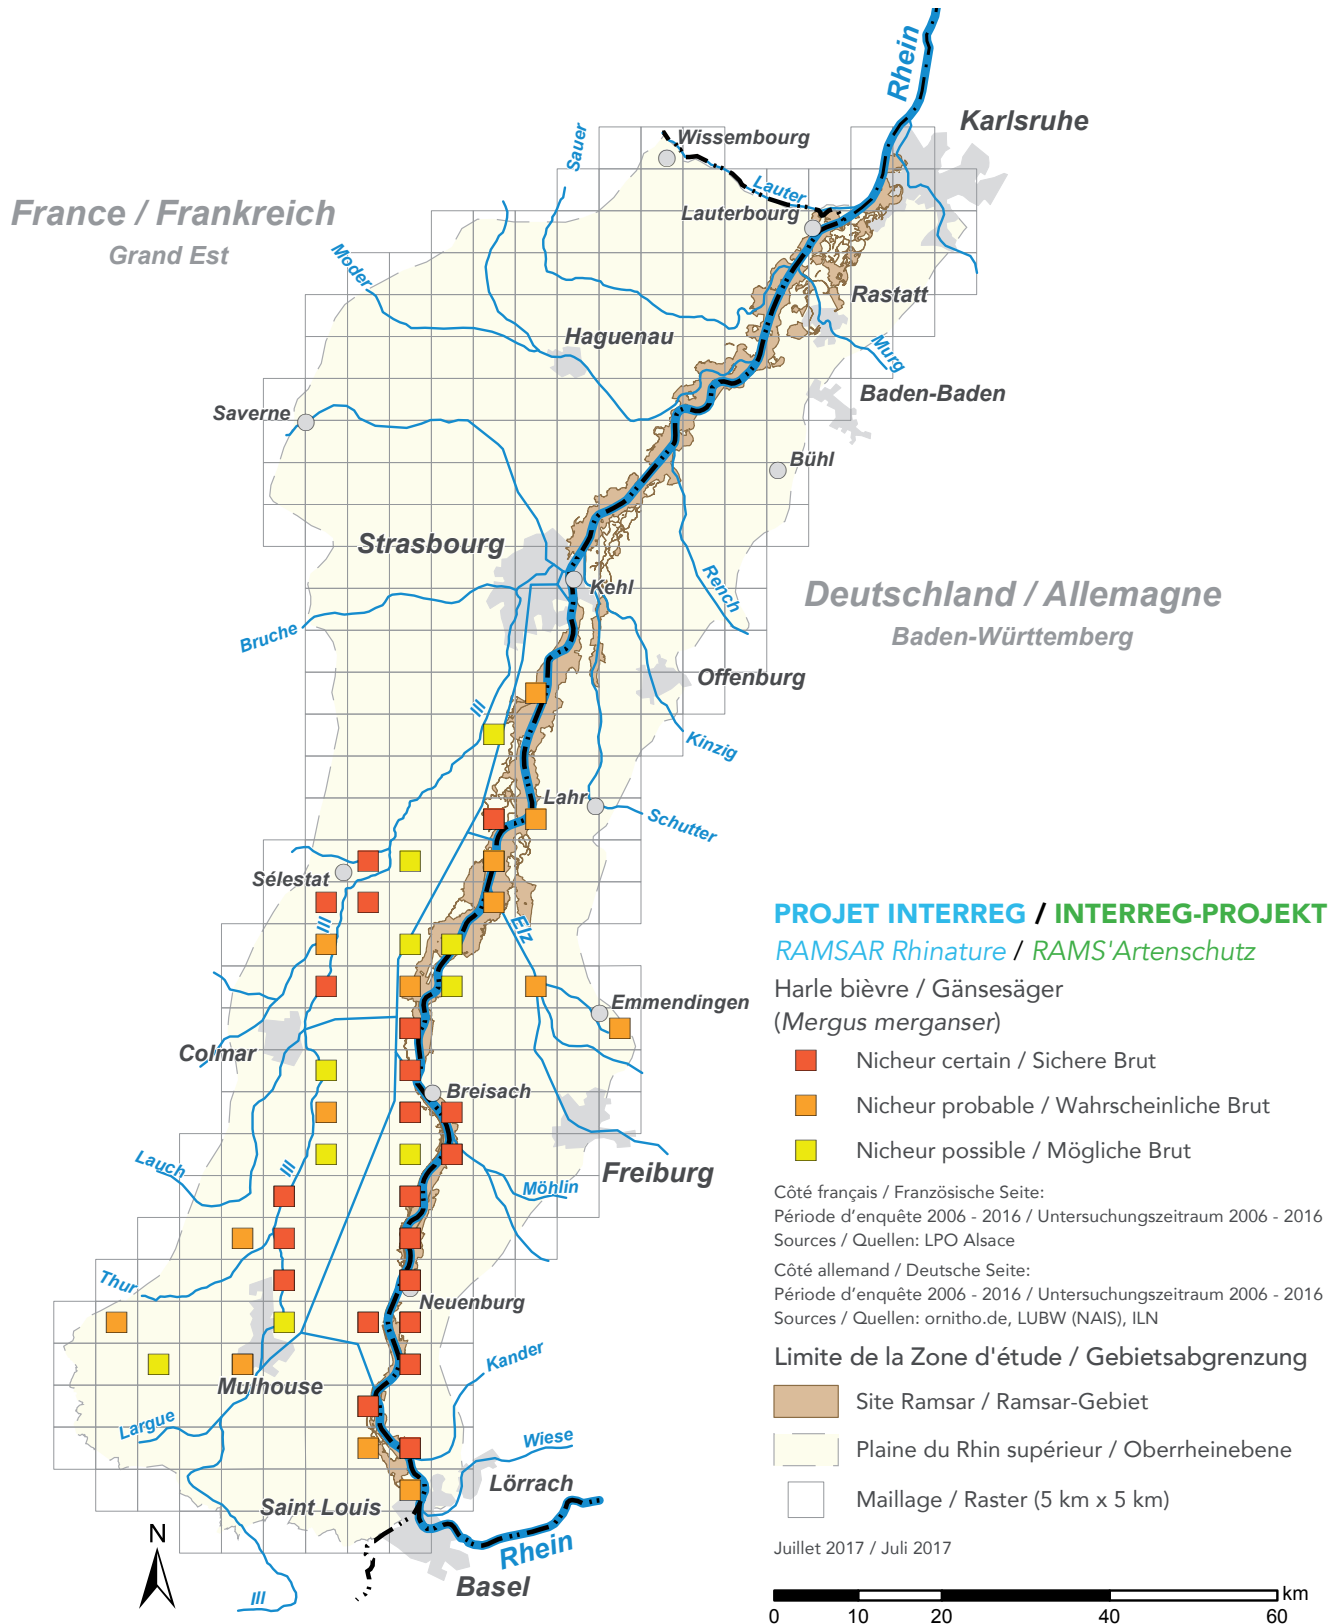 Rhein
Karlsruhe
Wissembourg
Sauer
Lauter
Lauterbourg
France / Frankreich
Grand Est
Moder
Rastatt
Haguenau
Murg
Baden-Baden
Saverne
Bühl
Strasbourg
Kehl
Rench
Deutschland / Allemagne
Baden-Württemberg
Bruche
Offenburg
Ill
Kinzig
Lahr
Schutter
Sélestat
Ill
Elz
Emmendingen
Colmar
Breisach
Lauch
Ill
Freiburg
Möhlin
Thur
Neuenburg
Kander
Mulhouse
Largue
Wiese
Lörrach
Saint Louis
Rhein
Basel
Ill
N
PROJET INTERREG / INTERREG-PROJEKT
RAMSAR Rhinature / RAMS'Artenschutz
Harle bièvre / Gänsesäger
(Mergus merganser)
Nicheur certain / Sichere Brut
Nicheur probable / Wahrscheinliche Brut
Nicheur possible / Mögliche Brut
Côté français / Französische Seite:
Période d'enquête 2006 - 2016 / Untersuchungszeitraum 2006 - 2016
Sources / Quellen: LPO Alsace
Côté allemand / Deutsche Seite:
Période d'enquête 2006 - 2016 / Untersuchungszeitraum 2006 - 2016
Sources / Quellen: ornitho.de, LUBW (NAIS), ILN
Limite de la Zone d'étude / Gebietsabgrenzung
Site Ramsar / Ramsar-Gebiet
Plaine du Rhin supérieur / Oberrheinebene
Maillage / Raster (5 km x 5 km)
Juillet 2017 / Juli 2017
km
0 10 20 40 60